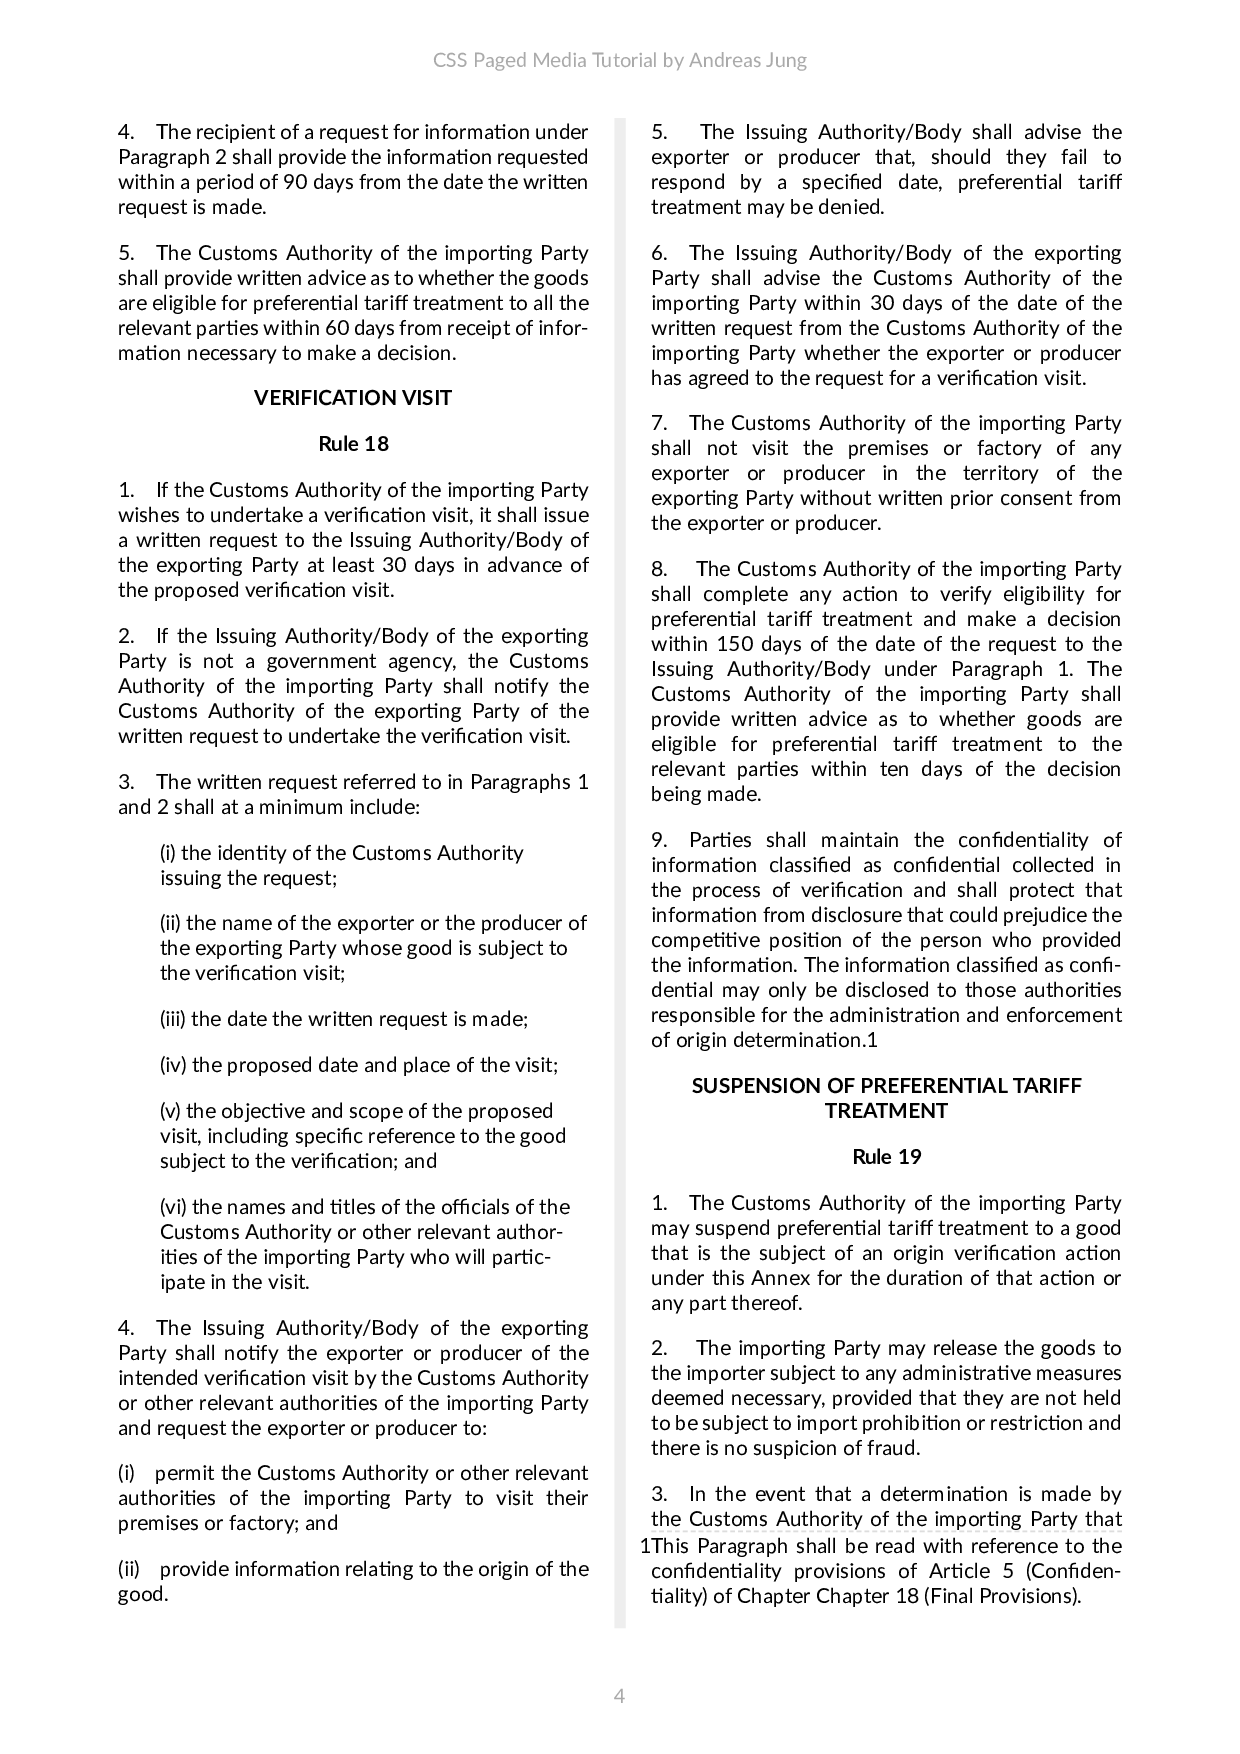 CSS Paged Media Tutorial by Andreas Jung
4. The recipient of a request for information under
Paragraph 2 shall provide the information requested
within a period of 90 days from the date the written
request is made.
5. The Customs Authority of the importing Party
shall provide written advice as to whether the goods
are eligible for preferential tariff treatment to all the
relevant parties within 60 days from receipt of infor-
mation necessary to make a decision.
VERIFICATION VISIT
Rule 18
1. If the Customs Authority of the importing Party
wishes to undertake a verification visit, it shall issue
a written request to the Issuing Authority/Body of
the exporting Party at least 30 days in advance of
the proposed verification visit.
2. If the Issuing Authority/Body of the exporting
Party is not a government agency, the Customs
Authority of the importing Party shall notify the
Customs Authority of the exporting Party of the
written request to undertake the verification visit.
3. The written request referred to in Paragraphs 1
and 2 shall at a minimum include:
(i) the identity of the Customs Authority
issuing the request;
(ii) the name of the exporter or the producer of
the exporting Party whose good is subject to
the verification visit;
(iii) the date the written request is made;
(iv) the proposed date and place of the visit;
(v) the objective and scope of the proposed
visit, including specific reference to the good
subject to the verification; and
(vi) the names and titles of the officials of the
Customs Authority or other relevant author-
ities of the importing Party who will partic-
ipate in the visit.
4. The Issuing Authority/Body of the exporting
Party shall notify the exporter or producer of the
intended verification visit by the Customs Authority
or other relevant authorities of the importing Party
and request the exporter or producer to:
(i) permit the Customs Authority or other relevant
authorities of the importing Party to visit their
premises or factory; and
(ii) provide information relating to the origin of the
good.
5. The Issuing Authority/Body shall advise the
exporter or producer that, should they fail to
respond by a specified date, preferential tariff
treatment may be denied.
6. The Issuing Authority/Body of the exporting
Party shall advise the Customs Authority of the
importing Party within 30 days of the date of the
written request from the Customs Authority of the
importing Party whether the exporter or producer
has agreed to the request for a verification visit.
7. The Customs Authority of the importing Party
shall not visit the premises or factory of any
exporter or producer in the territory of the
exporting Party without written prior consent from
the exporter or producer.
8. The Customs Authority of the importing Party
shall complete any action to verify eligibility for
preferential tariff treatment and make a decision
within 150 days of the date of the request to the
Issuing Authority/Body under Paragraph 1. The
Customs Authority of the importing Party shall
provide written advice as to whether goods are
eligible for preferential tariff treatment to the
relevant parties within ten days of the decision
being made.
9. Parties shall maintain the confidentiality of
information classified as confidential collected in
the process of verification and shall protect that
information from disclosure that could prejudice the
competitive position of the person who provided
the information. The information classified as confi-
dential may only be disclosed to those authorities
responsible for the administration and enforcement
of origin determination.1
SUSPENSION OF PREFERENTIAL TARIFF
TREATMENT
Rule 19
1. The Customs Authority of the importing Party
may suspend preferential tariff treatment to a good
that is the subject of an origin verification action
under this Annex for the duration of that action or
any part thereof.
2. The importing Party may release the goods to
the importer subject to any administrative measures
deemed necessary, provided that they are not held
to be subject to import prohibition or restriction and
there is no suspicion of fraud.
3. In the event that a determination is made by
the Customs Authority of the importing Party that
1This Paragraph shall be read with reference to the
confidentiality provisions of Article 5 (Confiden-
tiality) of Chapter Chapter 18 (Final Provisions).
4